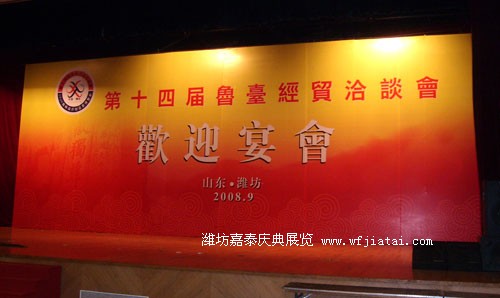 第十四届魯臺經貿洽談會
歡迎宴會
山东·潍坊
2008.9
潍坊嘉泰庆典展览 www.wfjiatai.com